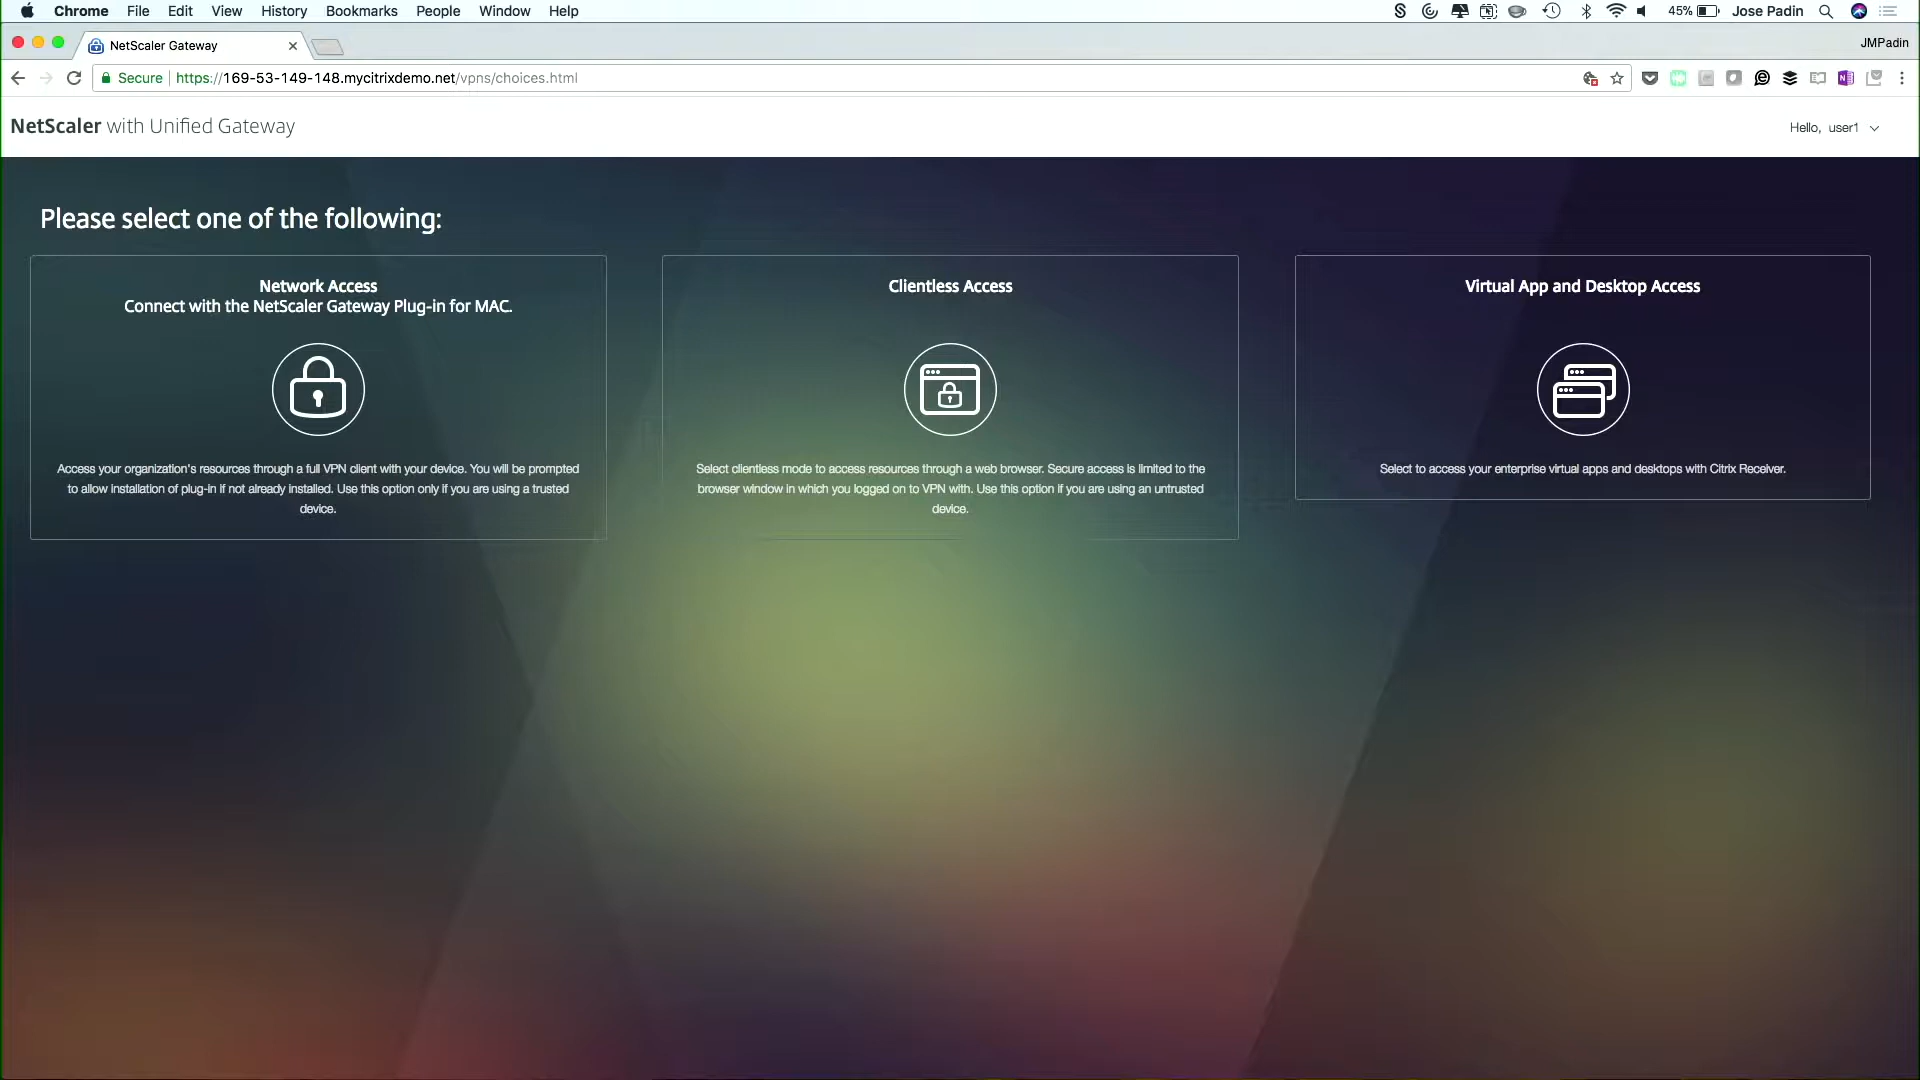 Chrome File Edit View History Bookmarks People Window Help 45% Jose Padin
NetScaler Gateway JMPadin
Secure https://169-53-149-148.mycitrixdemo.net/vpns/choices.html
NetScaler with Unified Gateway Hello, user1
Please select one of the following:
Network Access
Connect with the NetScaler Gateway Plug-in for MAC.
Access your organization's resources through a full VPN client with your device. You will be prompted
to allow installation of plug-in if not already installed. Use this option only if you are using a trusted
device.
Clientless Access
Select clientless mode to access resources through a web browser. Secure access is limited to the
browser window in which you logged on to VPN with. Use this option if you are using an untrusted
device.
Virtual App and Desktop Access
Select to access your enterprise virtual apps and desktops with Citrix Receiver.